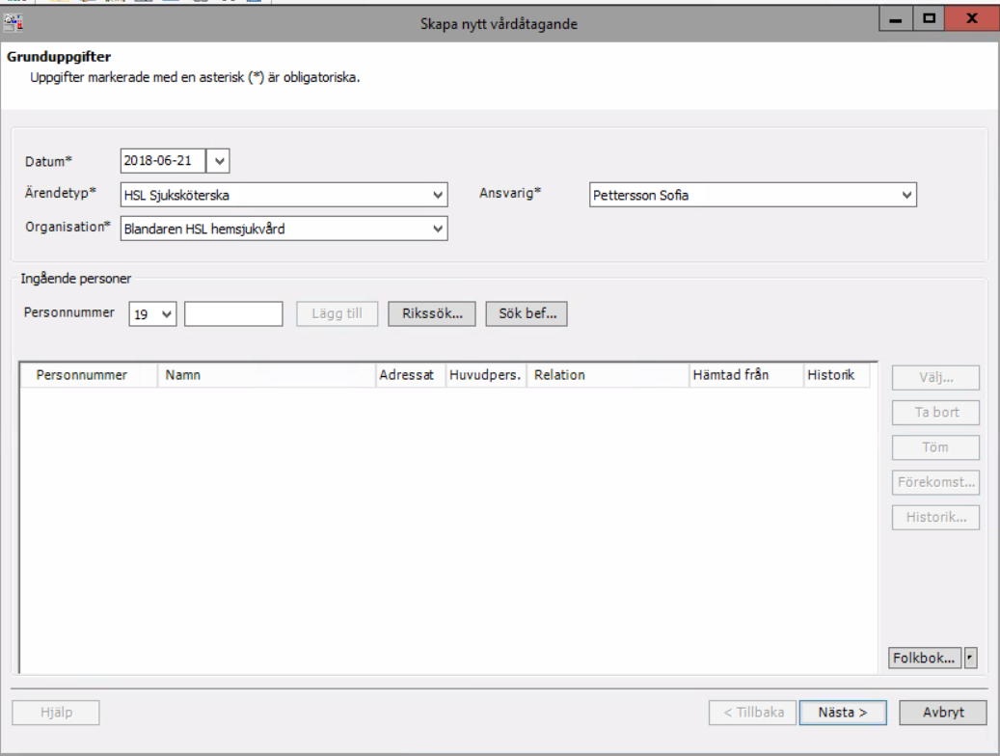 Skapa nytt vårdåtagande
Grunduppgifter
Uppgifter markerade med en asterisk (*) är obligatoriska.
Datum* 2018-06-21
Ärendetyp* HSL Sjuksköterska Ansvarig* Pettersson Sofia
Organisation* Blandaren HSL hemsjukvård
Ingående personer
Personnummer 19 Lägg till Rikssök... Sök bef...
Personnummer Namn Adressat Huvudpers. Relation Hämtad från Historik
Välj...
Ta bort
Töm
Förekomst...
Historik...
Folkbok...
Hjälp < Tillbaka Nästa > Avbryt